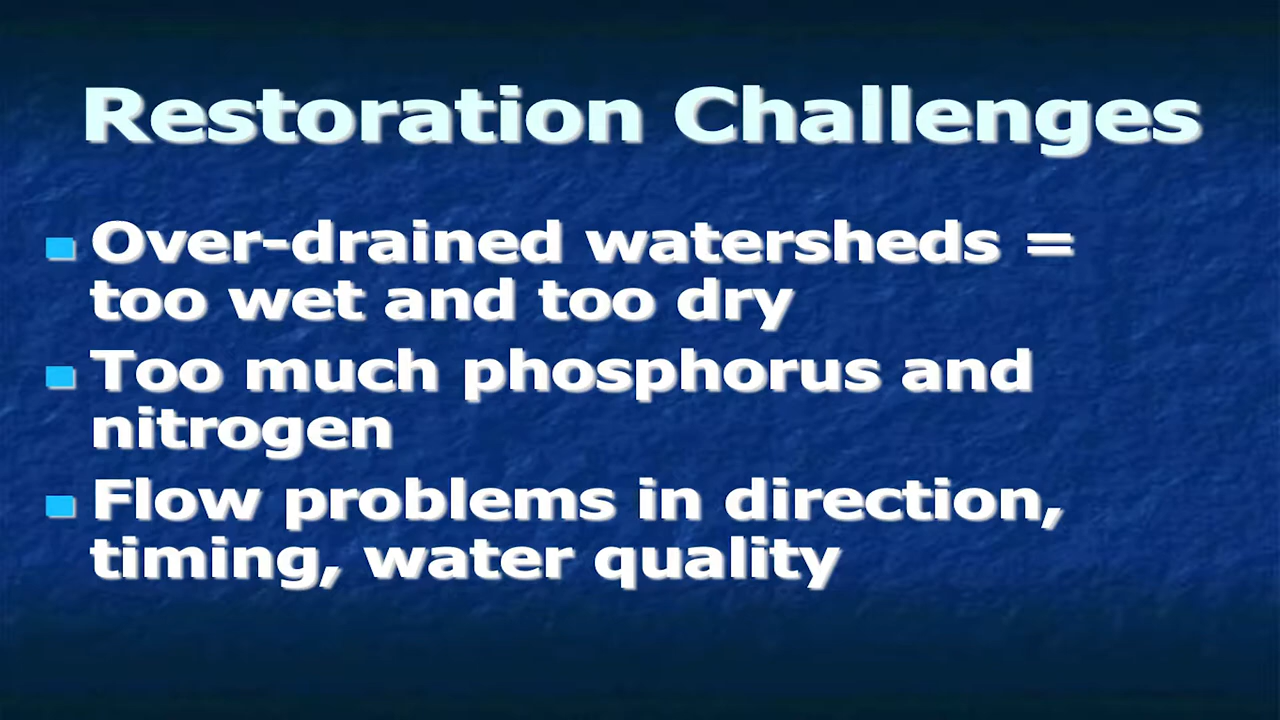 Restoration Challenges
Over-drained watersheds =
too wet and too dry
Too much phosphorus and
nitrogen
Flow problems in direction,
timing, water quality